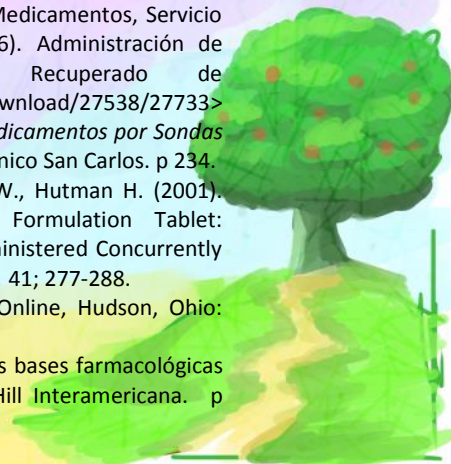 Medicamentos, Servicio
6). Administración de
Recuperado de
wnload/27538/27733>
dicamentos por Sondas
nico San Carlos. p 234.
W., Hutman H. (2001).
Formulation Tablet:
ministered Concurrently
41; 277-288.
Online, Hudson, Ohio:
s bases farmacológicas
Hill Interamericana. p